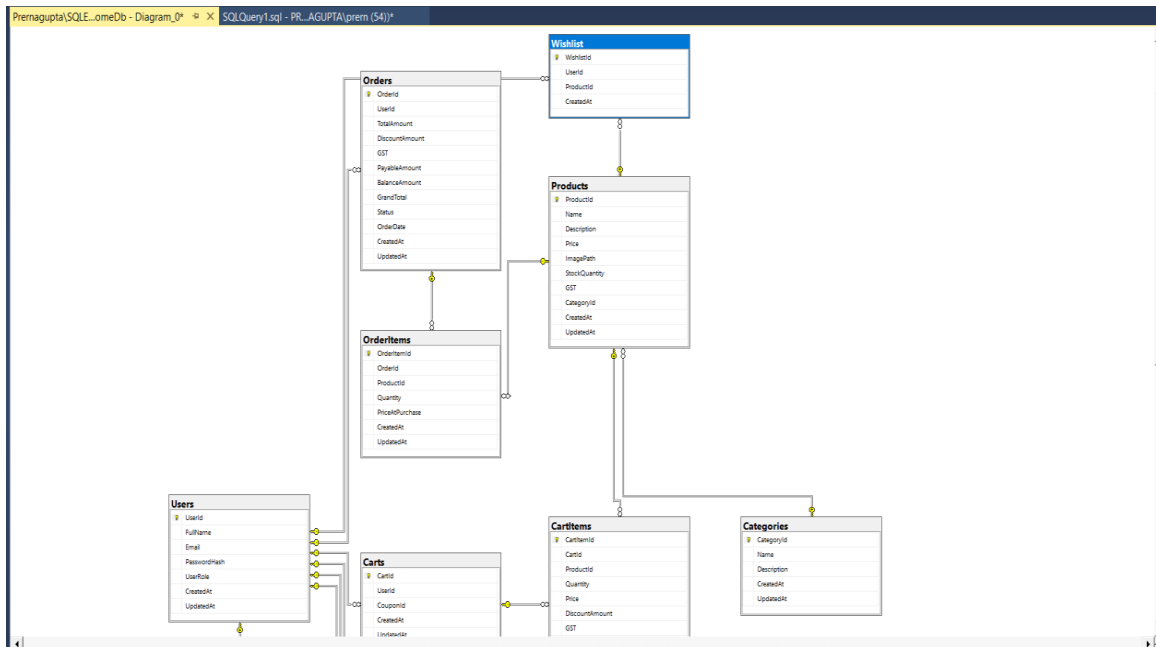 Prernagupta\SQLE...omeDb - Diagram_0*
SQLQuery1.sql - PR...AGUPTA\prern (54))*
Wishlist
WishlistId
UserId
ProductId
CreatedAt
Orders
OrderId
UserId
TotalAmount
DiscountAmount
GST
PayableAmount
BalanceAmount
GrandTotal
Status
OrderDate
CreatedAt
UpdatedAt
Products
ProductId
Name
Description
Price
ImagePath
StockQuantity
GST
CategoryId
CreatedAt
UpdatedAt
OrderItems
OrderItemId
OrderId
ProductId
Quantity
PriceAtPurchase
CreatedAt
UpdatedAt
Users
UserId
FullName
Email
PasswordHash
UserRole
CreatedAt
UpdatedAt
Carts
CartId
UserId
CouponId
CreatedAt
UpdatedAt
CartItems
CartItemId
CartId
ProductId
Quantity
Price
DiscountAmount
GST
Categories
CategoryId
Name
Description
CreatedAt
UpdatedAt